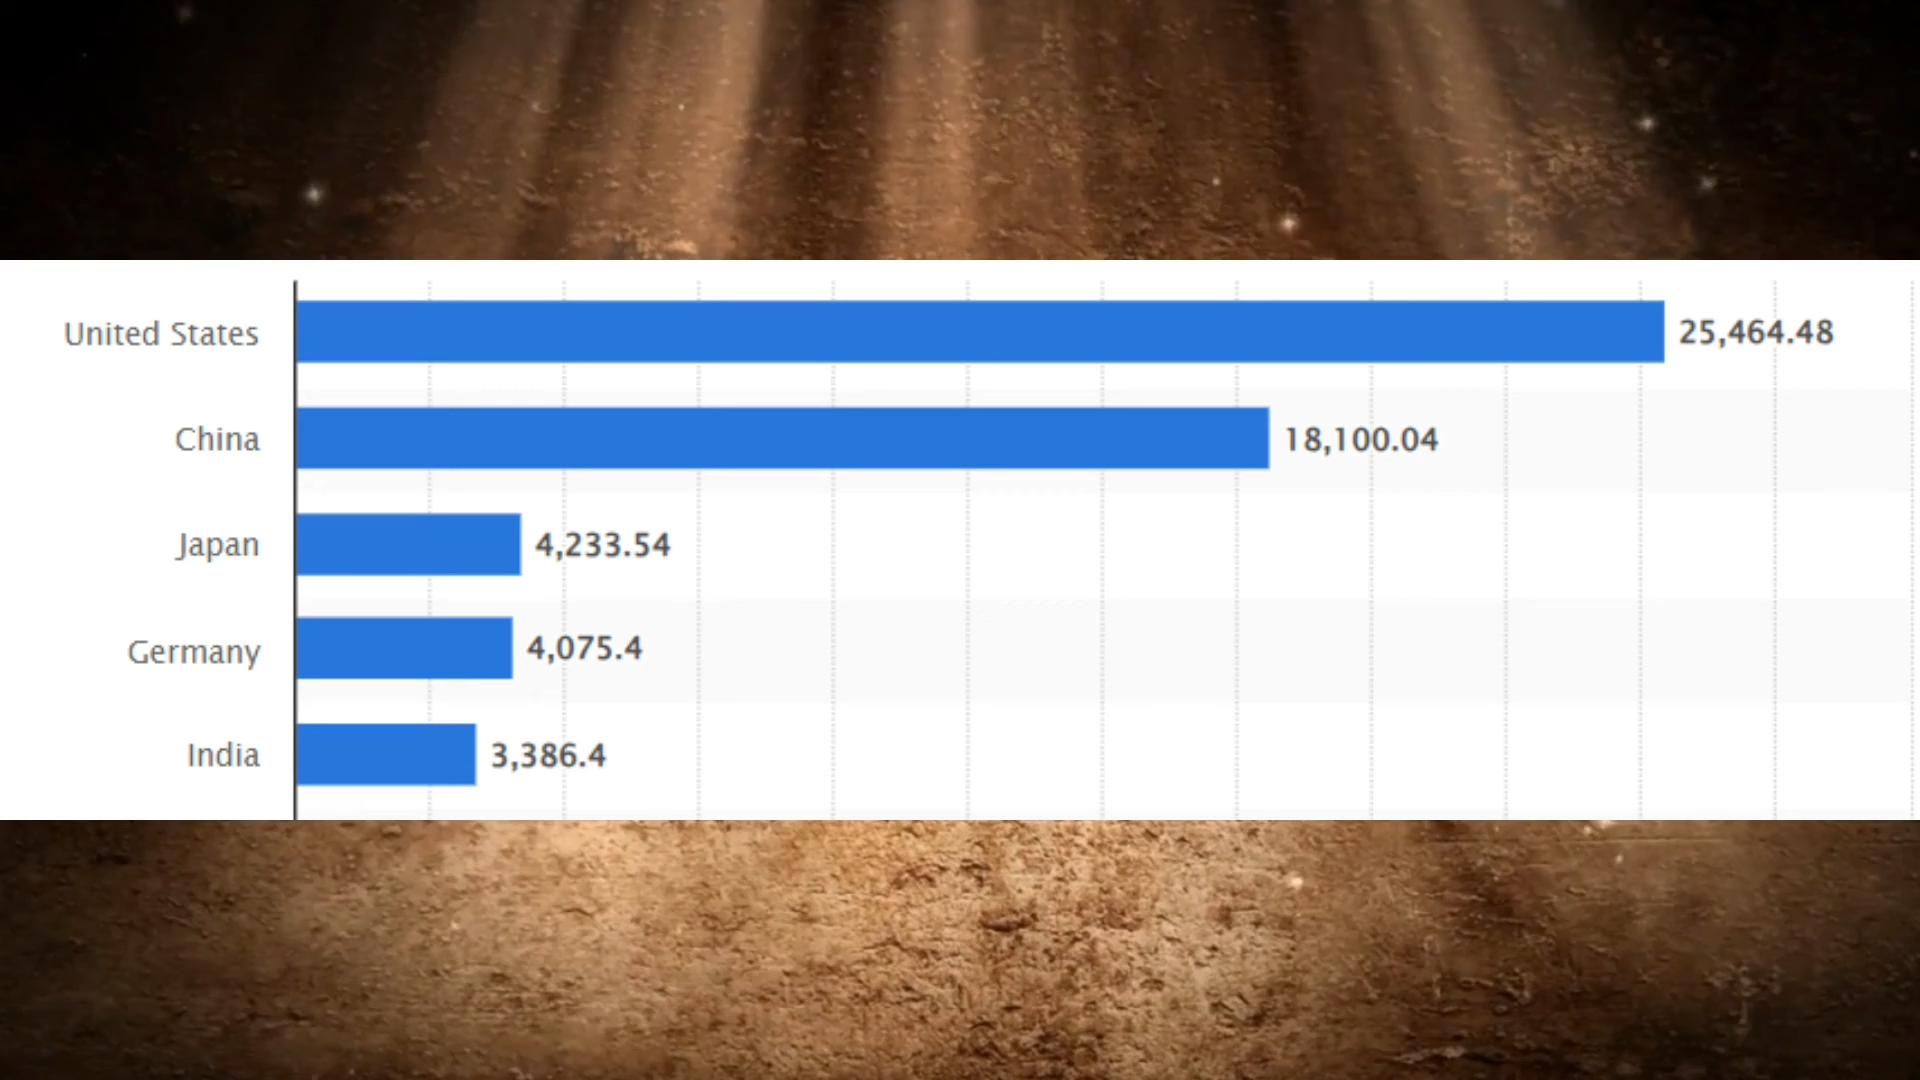 United States 25,464.48
China 18,100.04
Japan 4,233.54
Germany 4,075.4
India 3,386.4